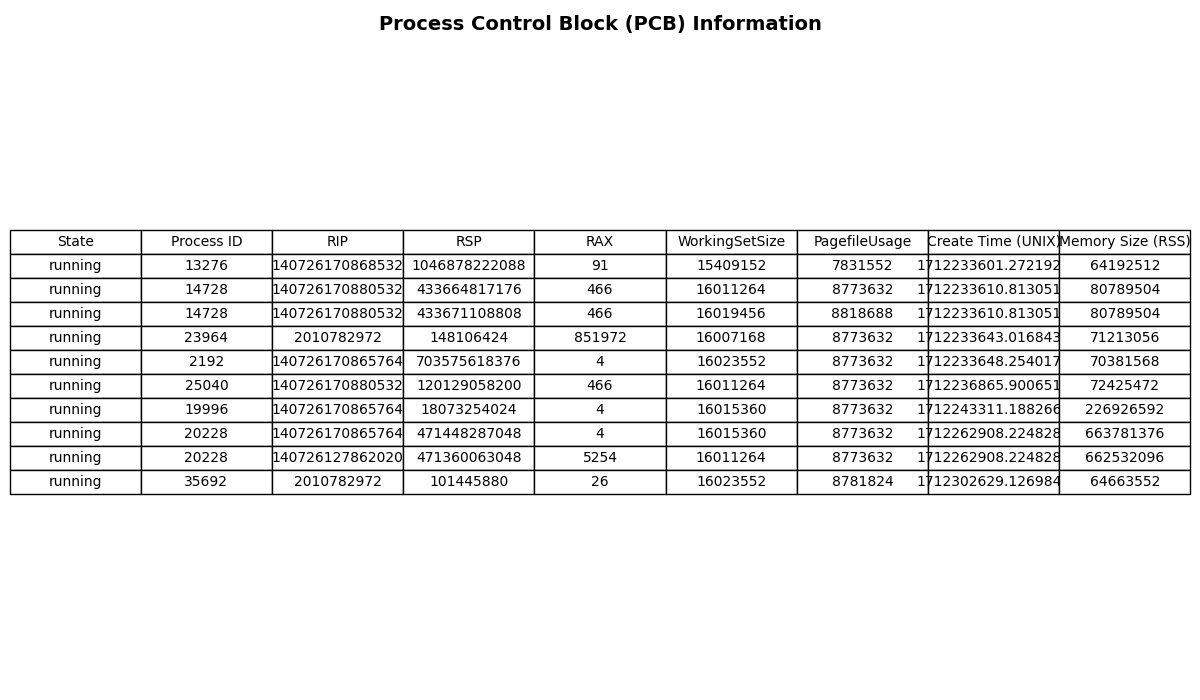 Process Control Block (PCB) Information
State Process ID RIP RSP RAX WorkingSetSize PagefileUsage Create Time (UNIX) Memory Size (RSS)
running 13276 140726170868532 1046878222088 91 15409152 7831552 1712233601.272192 64192512
running 14728 140726170880532 433664817176 466 16011264 8773632 1712233610.813051 80789504
running 14728 140726170880532 433671108808 466 16019456 8818688 1712233610.813051 80789504
running 23964 2010782972 148106424 851972 16007168 8773632 1712233643.016843 71213056
running 2192 140726170865764 703575618376 4 16023552 8773632 1712233648.254017 70381568
running 25040 140726170880532 120129058200 466 16011264 8773632 1712236865.900651 72425472
running 19996 140726170865764 18073254024 4 16015360 8773632 1712243311.188266 226926592
running 20228 140726170865764 471448287048 4 16015360 8773632 1712262908.224828 663781376
running 20228 140726127862020 471360063048 5254 16011264 8773632 1712262908.224828 662532096
running 35692 2010782972 101445880 26 16023552 8781824 1712302629.126984 64663552